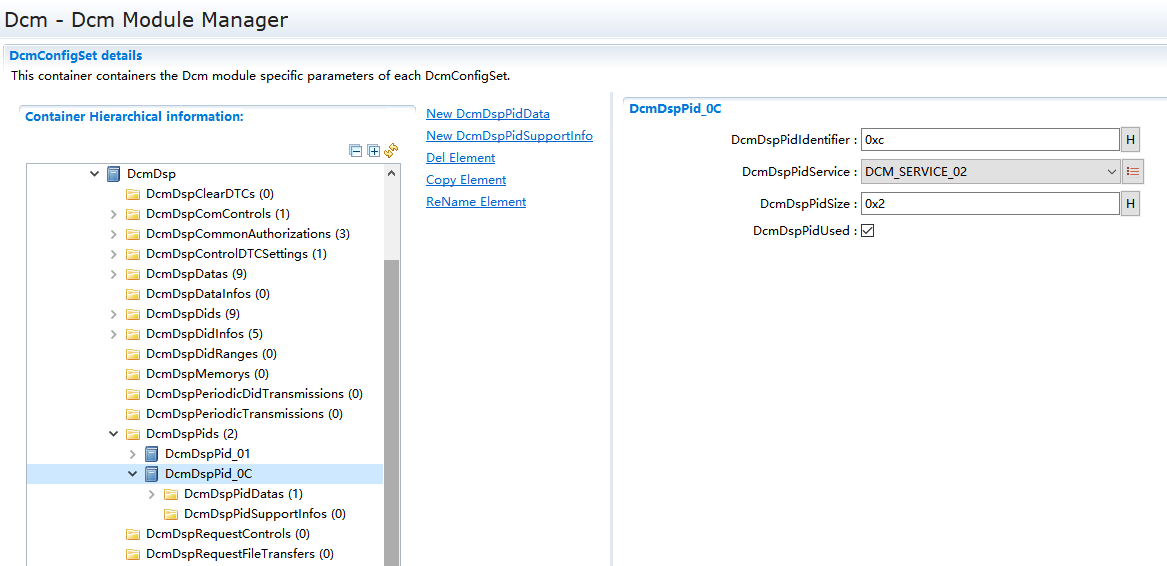 Dcm - Dcm Module Manager
DcmConfigSet details
This container containers the Dcm module specific parameters of each DcmConfigSet.
Container Hierarchical information:
DcmDsp
DcmDspClearDTCs (0)
DcmDspComControls (1)
DcmDspCommonAuthorizations (3)
DcmDspControlDTCSettings (1)
DcmDspDatas (9)
DcmDspDataInfos (0)
DcmDspDids (9)
DcmDspDidInfos (5)
DcmDspDidRanges (0)
DcmDspMemorys (0)
DcmDspPeriodicDidTransmissions (0)
DcmDspPeriodicTransmissions (0)
DcmDspPids (2)
DcmDspPid_01
DcmDspPid_0C
DcmDspPidDatas (1)
DcmDspPidSupportInfos (0)
DcmDspRequestControls (0)
DcmDspRequestFileTransfers (0)
New DcmDspPidData
New DcmDspPidSupportInfo
Del Element
Copy Element
ReName Element
DcmDspPid_0C
DcmDspPidIdentifier : 0xc H
DcmDspPidService : DCM_SERVICE_02
DcmDspPidSize : 0x2 H
DcmDspPidUsed :